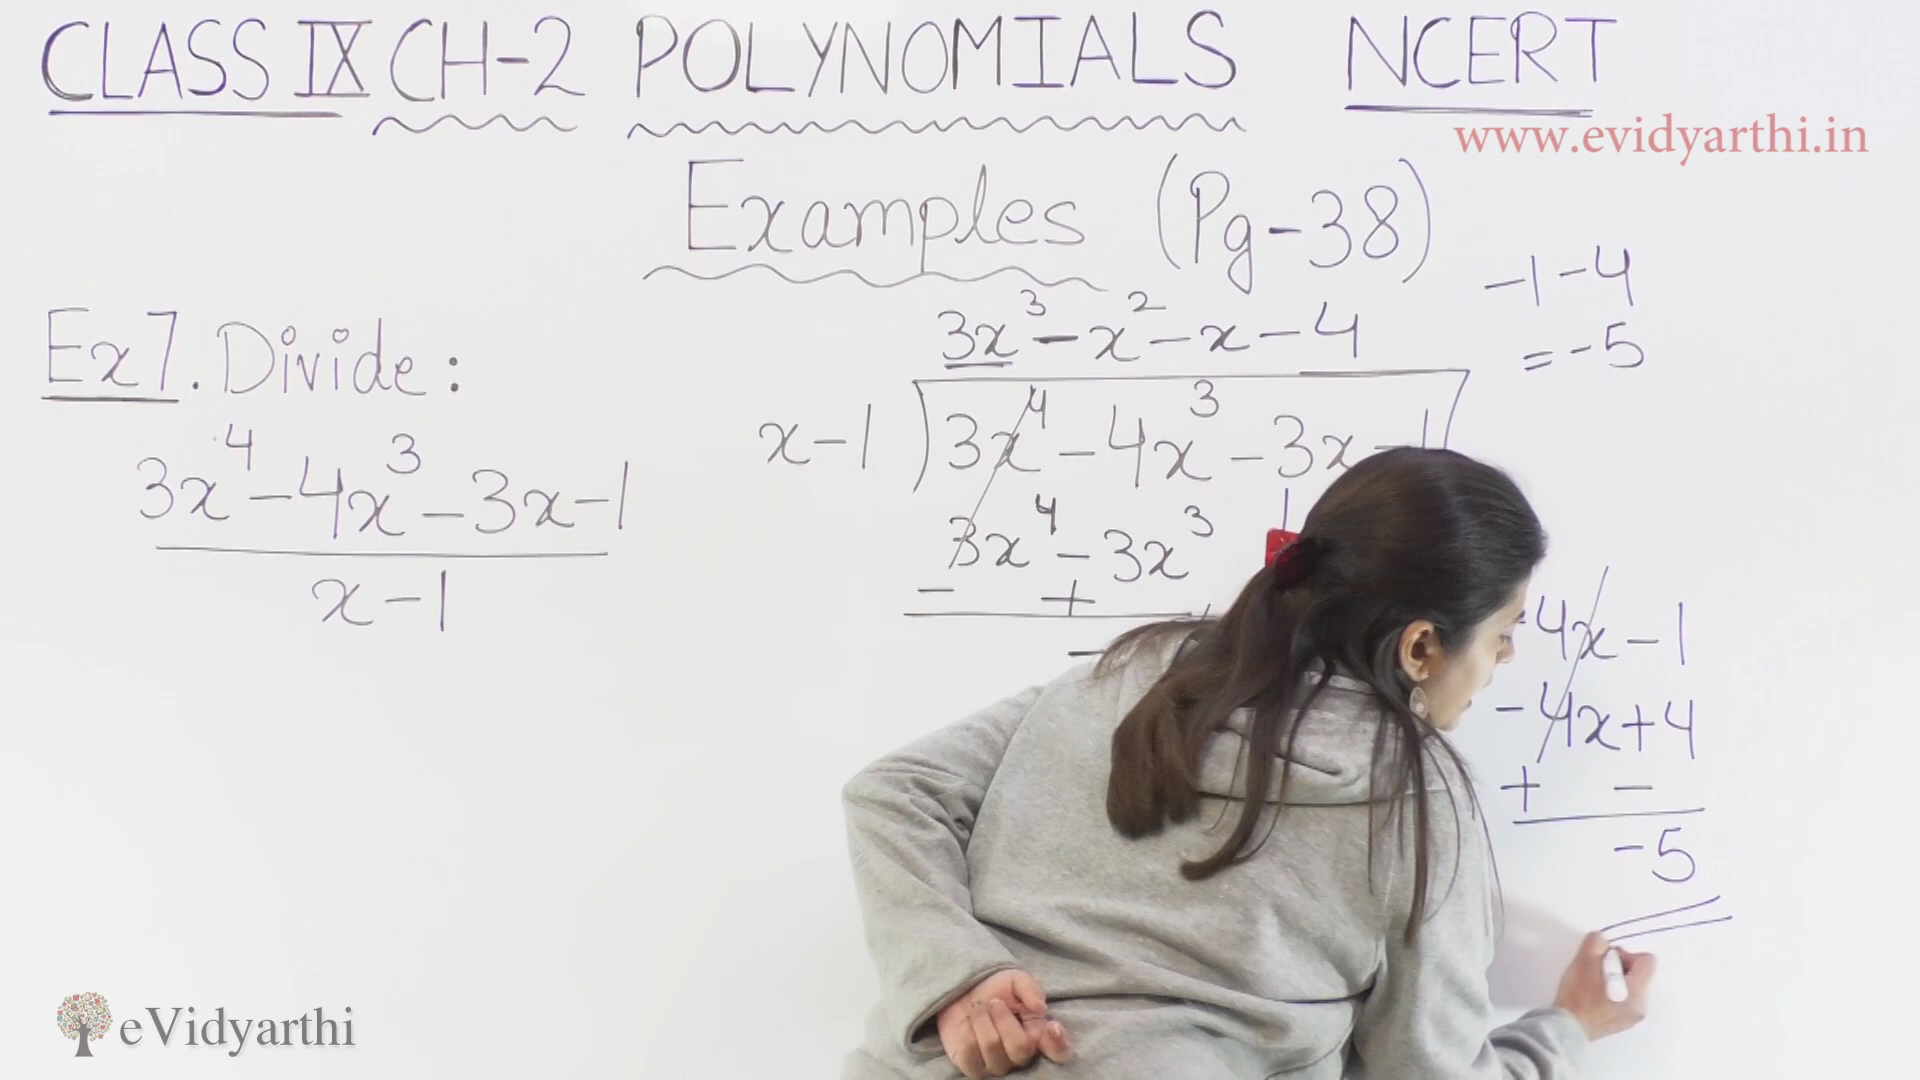 CLASS IX CH-2 POLYNOMIALS NCERT
www.evidyarthi.in
Examples (Pg-38)
Ex7. Divide:
3x⁴-4x³-3x-1
x-1
-1-4
=-5
3x³-x²-x-4
x-1)3x⁴-4x³-3x-1
3x⁴-3x³
- +
-
-4x-1
-4x+4
+ -
-5
eVidyarthi